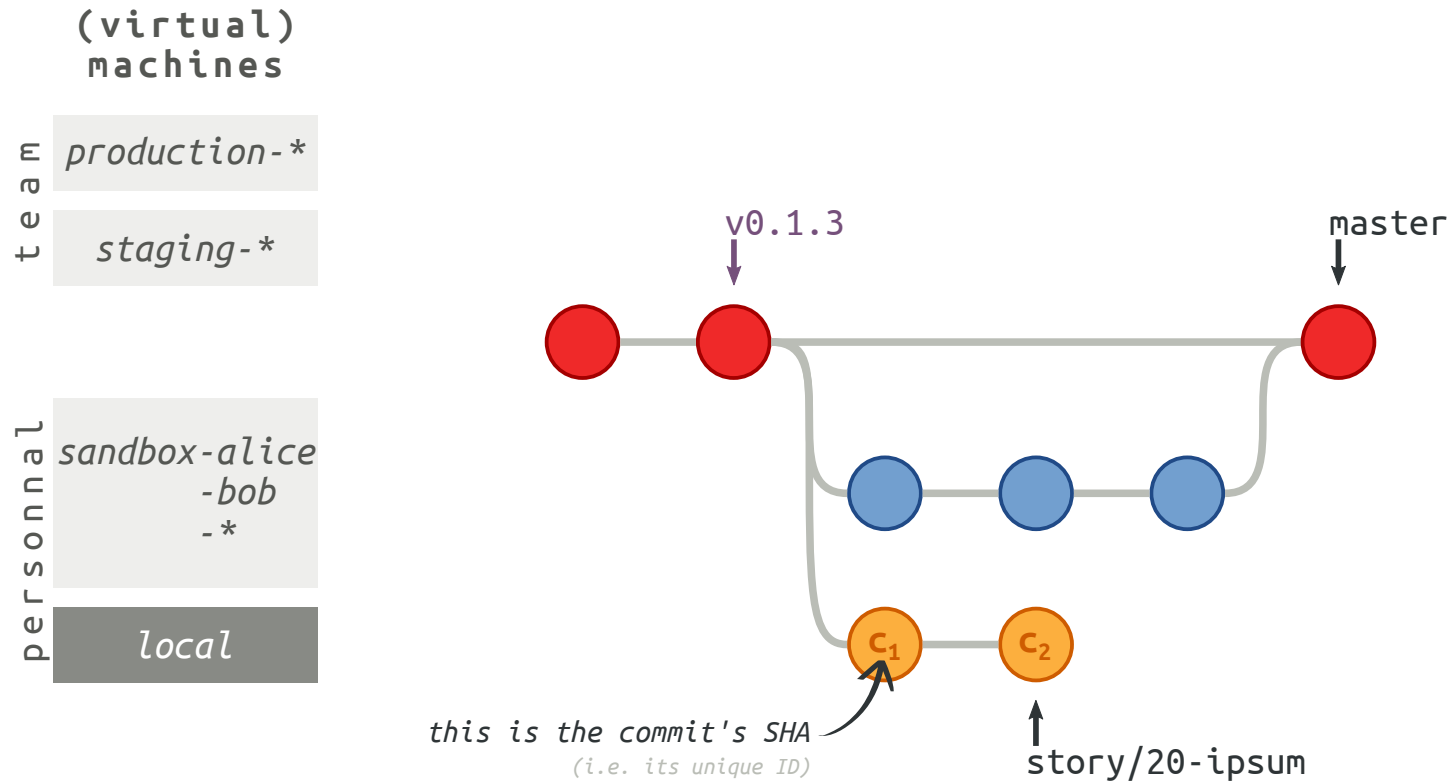 (virtual)
machines
team
production-*
staging-*
v0.1.3
master
personnal
sandbox-alice
-bob
-*
local
c1
c2
this is the commit's SHA
(i.e. its unique ID)
story/20-ipsum